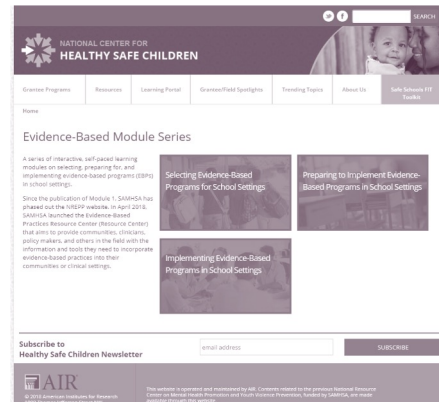 SEARCH
NATIONAL CENTER FOR
HEALTHY SAFE CHILDREN
Grantee Programs
Resources
Learning Portal
Grantee/Field Spotlights
Trending Topics
About Us
Safe Schools FIT
Toolkit
Home
Evidence-Based Module Series
A series of interactive, self-paced learning
modules on selecting, preparing for, and
implementing evidence-based programs (EBPs)
in school settings.
Since the publication of Module 1, SAMHSA has
phased out the NREPP website. In April 2018,
SAMHSA launched the Evidence-Based
Practices Resource Center (Resource Center)
that aims to provide communities, clinicians,
policy makers, and others in the field with the
information and tools they need to incorporate
evidence-based practices into their
communities or clinical settings.
Selecting Evidence-Based
Programs for School Settings
Preparing to Implement Evidence-
Based Programs in School Settings
Implementing Evidence-Based
Programs in School Settings
Subscribe to
Healthy Safe Children Newsletter
email address
SUBSCRIBE
AIR
© 2018 American Institutes for Research
This website is operated and maintained by AIR. Contents related to the previous National Resource
Center on Mental Health Promotion and Youth Violence Prevention, funded by SAMHSA, are made
available through this website